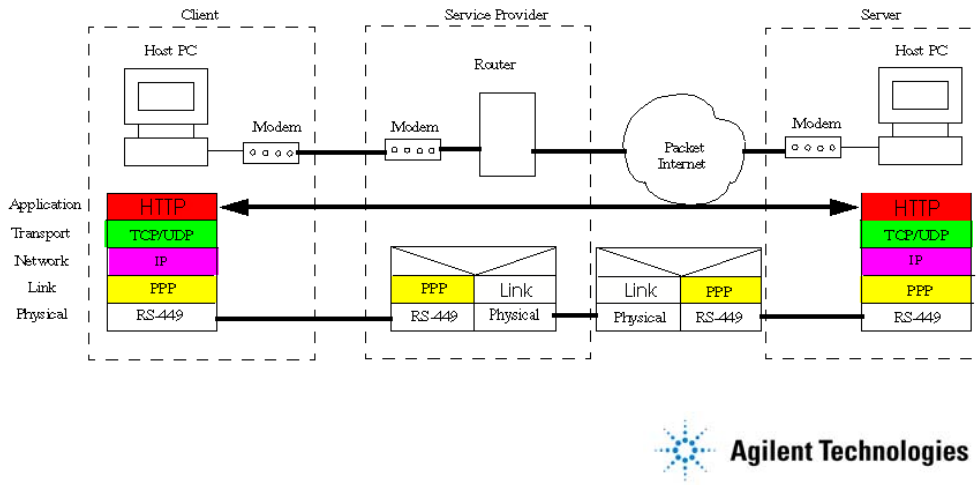 Client
Service Provider
Server
Host PC
Router
Host PC
Modem
Modem
Modem
Packet
Internet
Application
HTTP
HTTP
Transport
TCP/UDP
TCP/UDP
Network
IP
IP
Link
PPP
PPP
Link
Link
PPP
PPP
Physical
RS-449
RS-449
Physical
Physical
RS-449
RS-449
Agilent Technologies